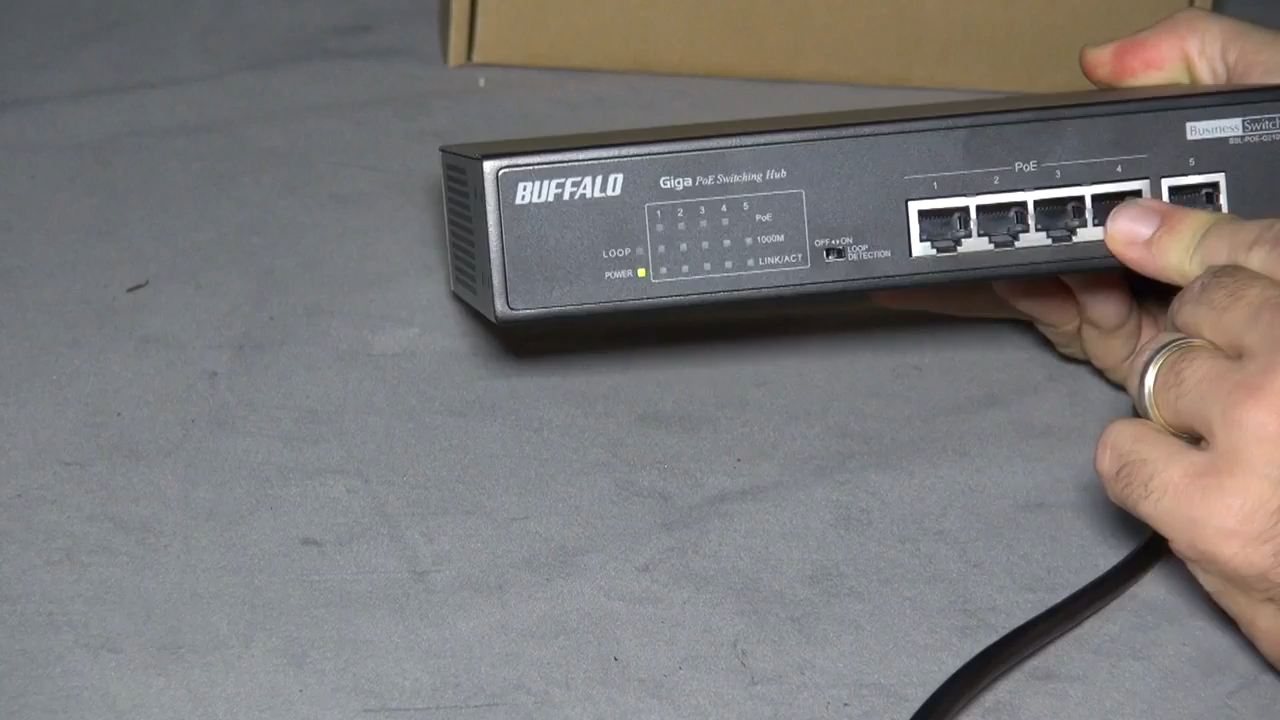 BUFFALO
Giga PoE Switching Hub
1 2 3 4 5
PoE
1000M
LINK/ACT
LOOP
POWER
OFF ON
LOOP
DETECTION
PoE
1 2 3 4 5
Business Switch